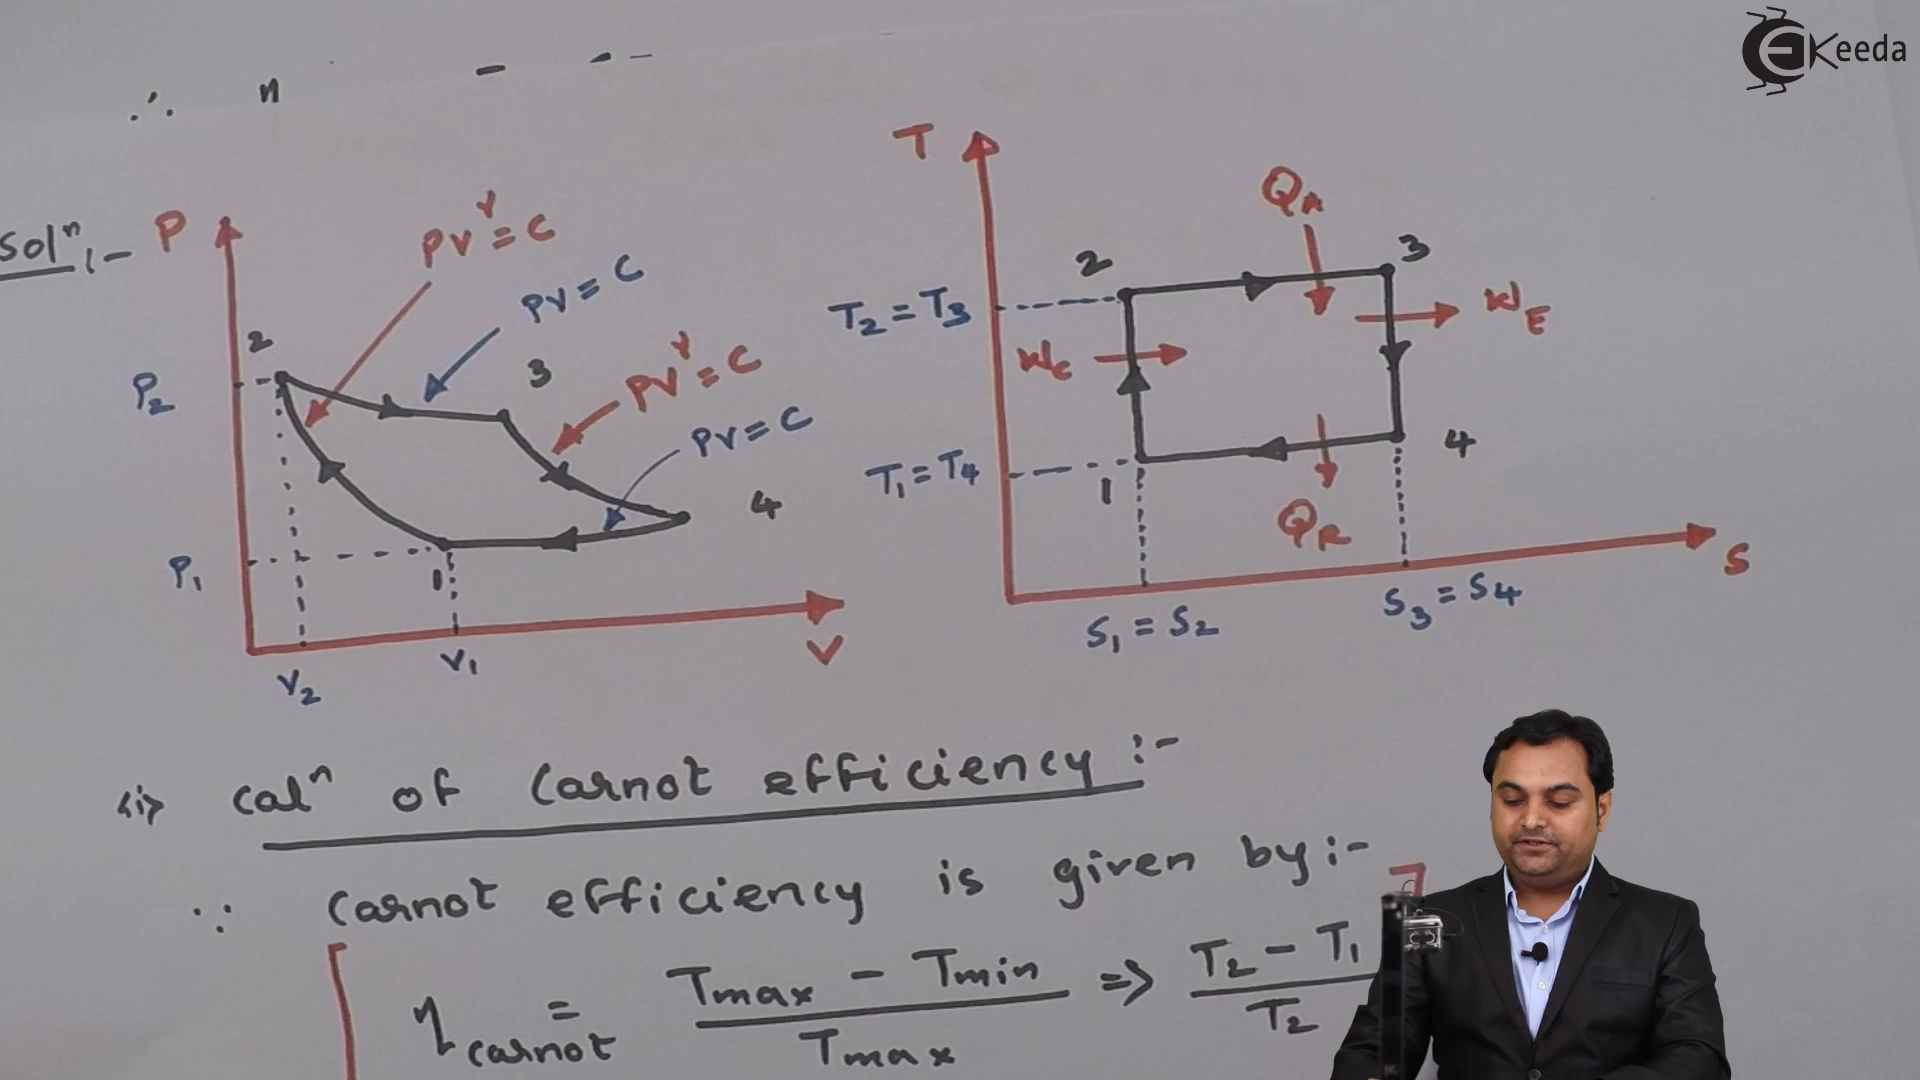 EKeeda
∴ n
Solⁿ :-
P
PVᵞ = C
PV = C
PVᵞ = C
PV = C
2
3
4
1
P₂
P₁
V₂
V₁
V
T
QA
2
3
T₂ = T₃
WC
WE
T₁ = T₄
1
4
QR
S
S₁ = S₂
S₃ = S₄
<i> calⁿ of Carnot efficiency :-
∵ Carnot efficiency is given by :-
ηcarnot = Tmax - Tmin / Tmax => T₂ - T₁ / T₂